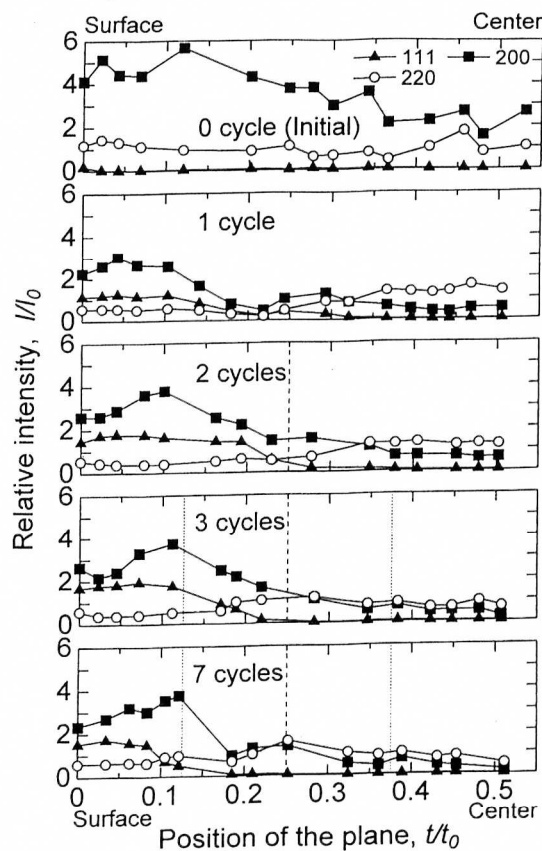 Surface Center
6
4
2
0
111 200
220
0 cycle (Initial)
6
4
2
0
1 cycle
6
4
2
0
2 cycles
6
4
2
0
3 cycles
6
4
2
0
7 cycles
0 0.1 0.2 0.3 0.4 0.5
Surface Center
Position of the plane, t/t0
Relative intensity, I/I0